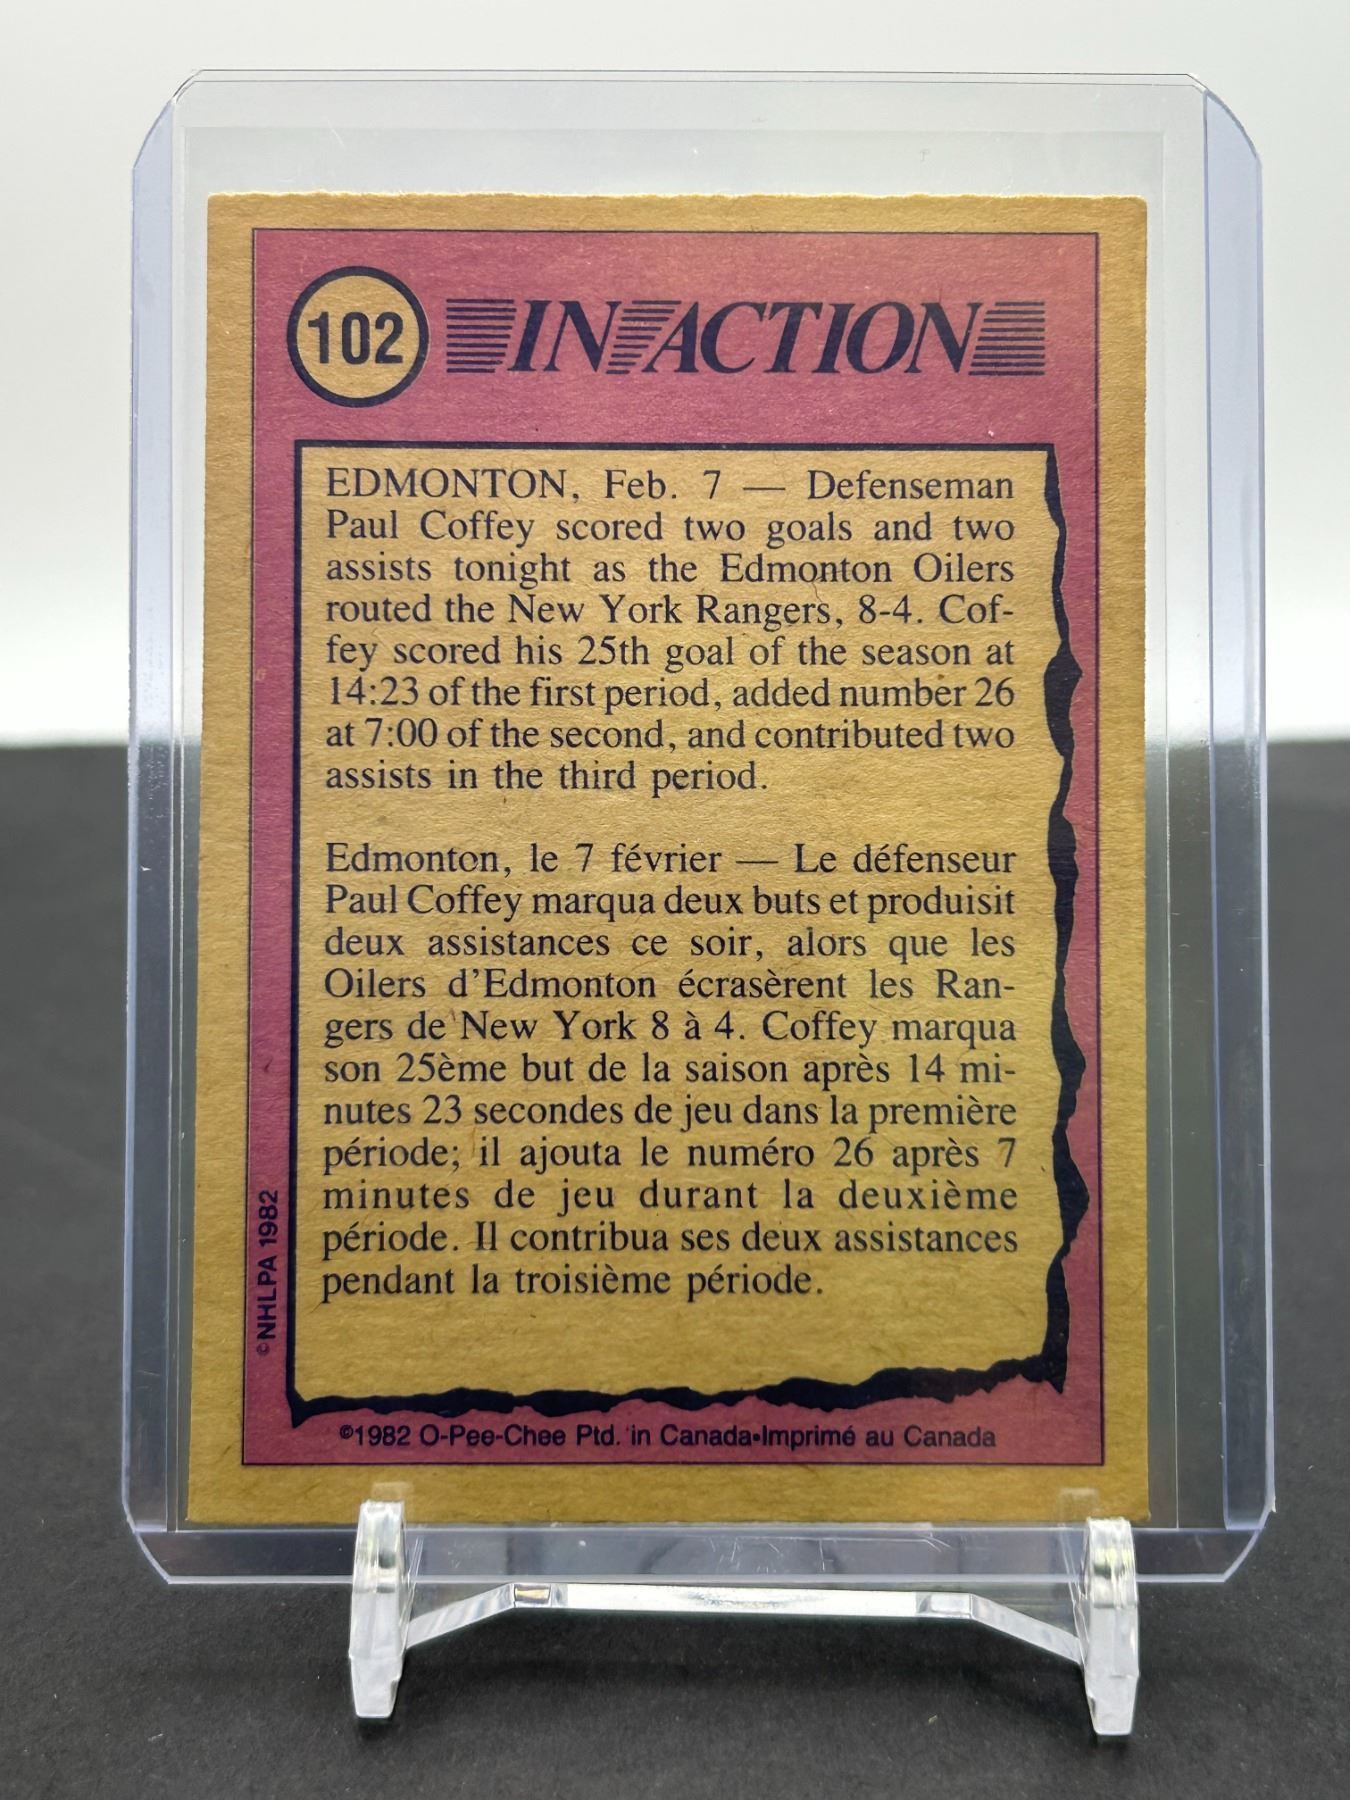 102 IN ACTION
EDMONTON, Feb. 7 — Defenseman
Paul Coffey scored two goals and two
assists tonight as the Edmonton Oilers
routed the New York Rangers, 8-4. Cof-
fey scored his 25th goal of the season at
14:23 of the first period, added number 26
at 7:00 of the second, and contributed two
assists in the third period.
Edmonton, le 7 février — Le défenseur
Paul Coffey marqua deux buts et produisit
deux assistances ce soir, alors que les
Oilers d'Edmonton écrasèrent les Ran-
gers de New York 8 à 4. Coffey marqua
son 25ème but de la saison après 14 mi-
nutes 23 secondes de jeu dans la première
période; il ajouta le numéro 26 après 7
minutes de jeu durant la deuxième
période. Il contribua ses deux assistances
pendant la troisième période.
©NHLPA 1982
©1982 O-Pee-Chee Ptd. in Canada•Imprimé au Canada